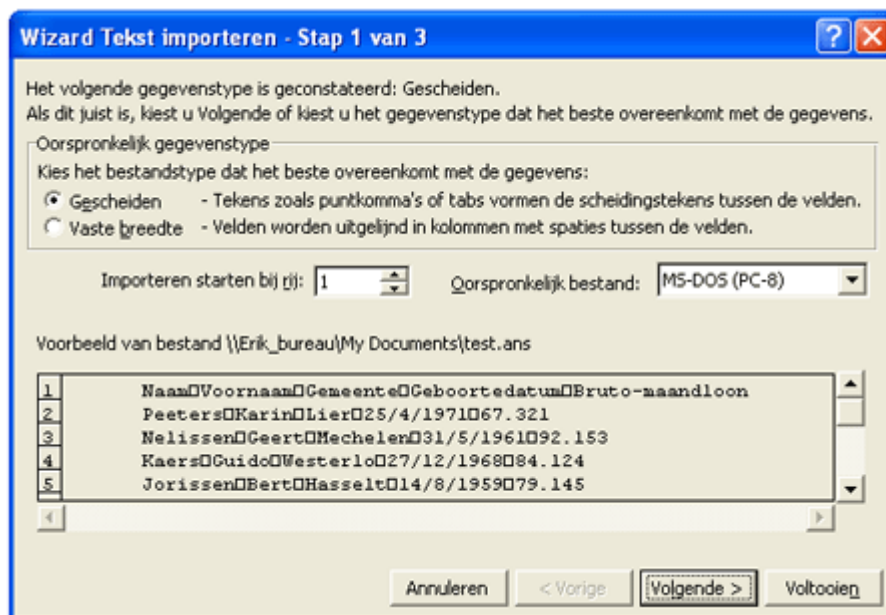 Wizard Tekst importeren - Stap 1 van 3
Het volgende gegevenstype is geconstateerd: Gescheiden.
Als dit juist is, kiest u Volgende of kiest u het gegevenstype dat het beste overeenkomt met de gegevens.
Oorspronkelijk gegevenstype
Kies het bestandstype dat het beste overeenkomt met de gegevens:
Gescheiden - Tekens zoals puntkomma's of tabs vormen de scheidingstekens tussen de velden.
Vaste breedte - Velden worden uitgelijnd in kolommen met spaties tussen de velden.
Importeren starten bij rij: 1 Oorspronkelijk bestand: MS-DOS (PC-8)
Voorbeeld van bestand \\Erik_bureau\My Documents\test.ans
1 Naam▯Voornaam▯Gemeente▯Geboortedatum▯Bruto-maandloon
2 Peeters▯Karin▯Lier▯25/4/1971▯67.321
3 Nelissen▯Geert▯Mechelen▯31/5/1961▯92.153
4 Kaers▯Guido▯Westerlo▯27/12/1968▯84.124
5 Jorissen▯Bert▯Hasselt▯14/8/1959▯79.145
Annuleren < Vorige Volgende > Voltooien